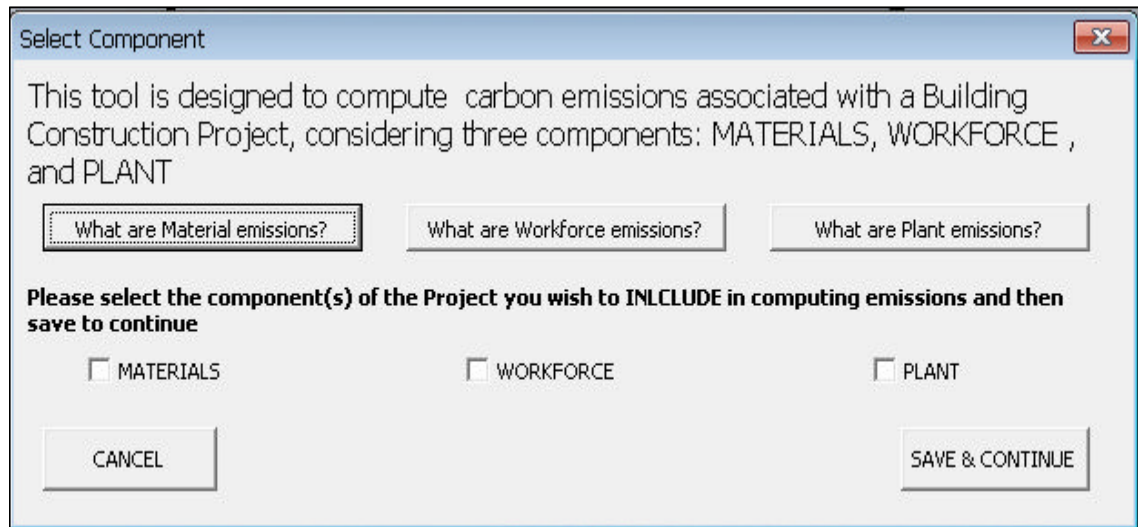 Select Component
This tool is designed to compute carbon emissions associated with a Building
Construction Project, considering three components: MATERIALS, WORKFORCE ,
and PLANT
What are Material emissions? What are Workforce emissions? What are Plant emissions?
Please select the component(s) of the Project you wish to INLCLUDE in computing emissions and then
save to continue
MATERIALS WORKFORCE PLANT
CANCEL SAVE & CONTINUE